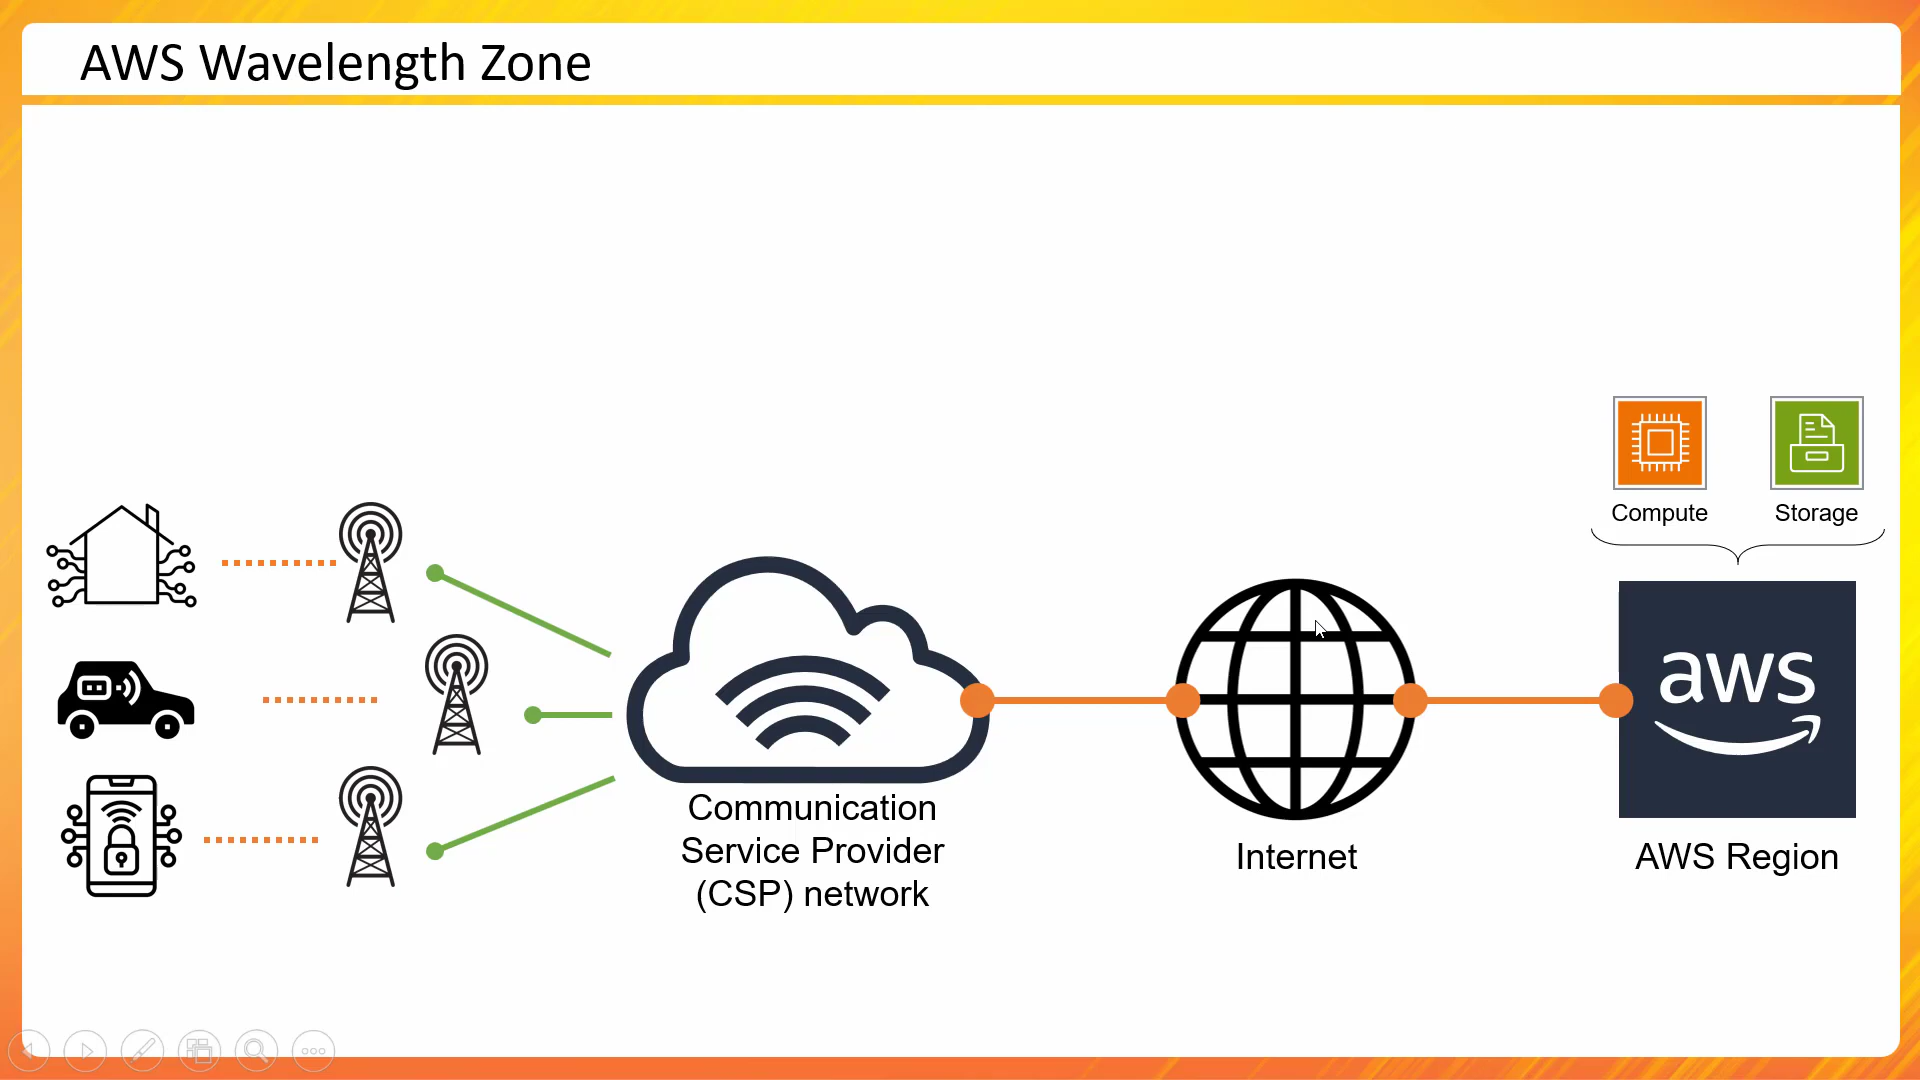 AWS Wavelength Zone
Compute
Storage
aws
Communication
Service Provider
(CSP) network
Internet
AWS Region